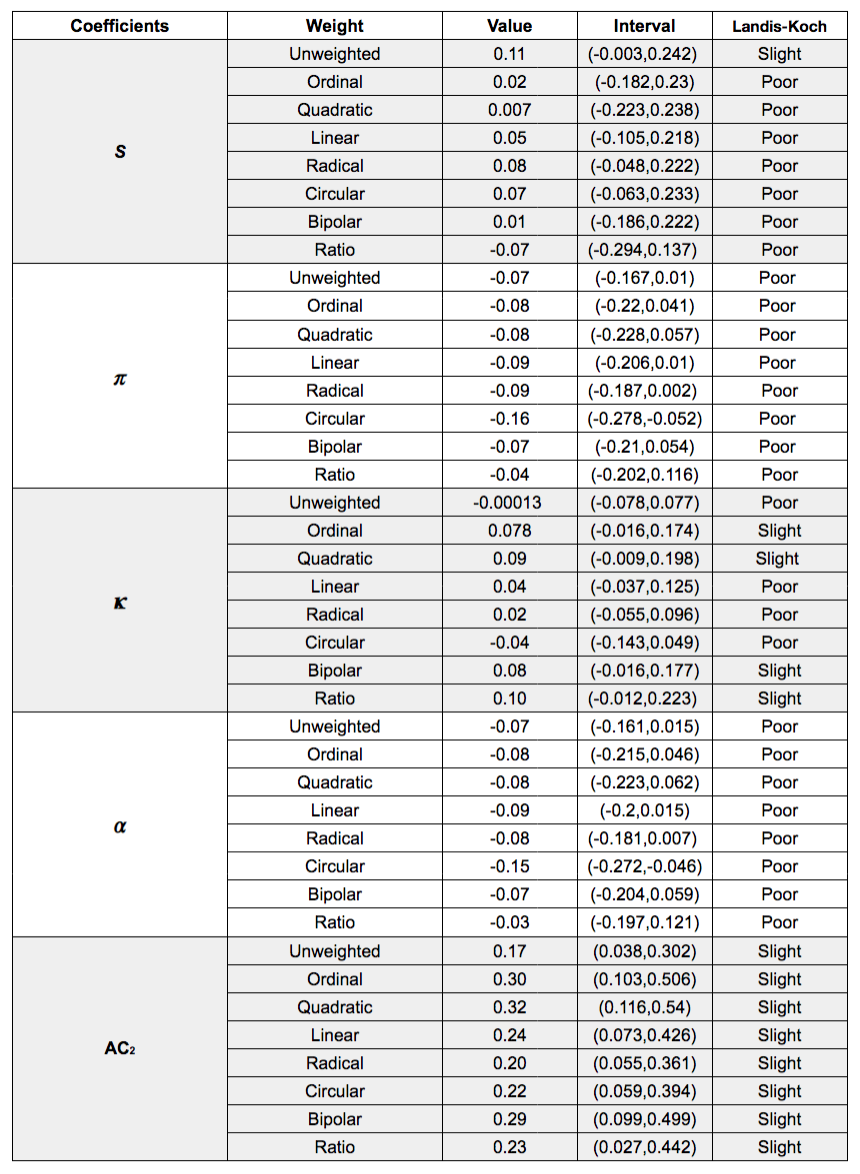 Coefficients Weight Value Interval Landis-Koch
S
Unweighted 0.11 (-0.003,0.242) Slight
Ordinal 0.02 (-0.182,0.23) Poor
Quadratic 0.007 (-0.223,0.238) Poor
Linear 0.05 (-0.105,0.218) Poor
Radical 0.08 (-0.048,0.222) Poor
Circular 0.07 (-0.063,0.233) Poor
Bipolar 0.01 (-0.186,0.222) Poor
Ratio -0.07 (-0.294,0.137) Poor
π
Unweighted -0.07 (-0.167,0.01) Poor
Ordinal -0.08 (-0.22,0.041) Poor
Quadratic -0.08 (-0.228,0.057) Poor
Linear -0.09 (-0.206,0.01) Poor
Radical -0.09 (-0.187,0.002) Poor
Circular -0.16 (-0.278,-0.052) Poor
Bipolar -0.07 (-0.21,0.054) Poor
Ratio -0.04 (-0.202,0.116) Poor
κ
Unweighted -0.00013 (-0.078,0.077) Poor
Ordinal 0.078 (-0.016,0.174) Slight
Quadratic 0.09 (-0.009,0.198) Slight
Linear 0.04 (-0.037,0.125) Poor
Radical 0.02 (-0.055,0.096) Poor
Circular -0.04 (-0.143,0.049) Poor
Bipolar 0.08 (-0.016,0.177) Slight
Ratio 0.10 (-0.012,0.223) Slight
α
Unweighted -0.07 (-0.161,0.015) Poor
Ordinal -0.08 (-0.215,0.046) Poor
Quadratic -0.08 (-0.223,0.062) Poor
Linear -0.09 (-0.2,0.015) Poor
Radical -0.08 (-0.181,0.007) Poor
Circular -0.15 (-0.272,-0.046) Poor
Bipolar -0.07 (-0.204,0.059) Poor
Ratio -0.03 (-0.197,0.121) Poor
AC₂
Unweighted 0.17 (0.038,0.302) Slight
Ordinal 0.30 (0.103,0.506) Slight
Quadratic 0.32 (0.116,0.54) Slight
Linear 0.24 (0.073,0.426) Slight
Radical 0.20 (0.055,0.361) Slight
Circular 0.22 (0.059,0.394) Slight
Bipolar 0.29 (0.099,0.499) Slight
Ratio 0.23 (0.027,0.442) Slight